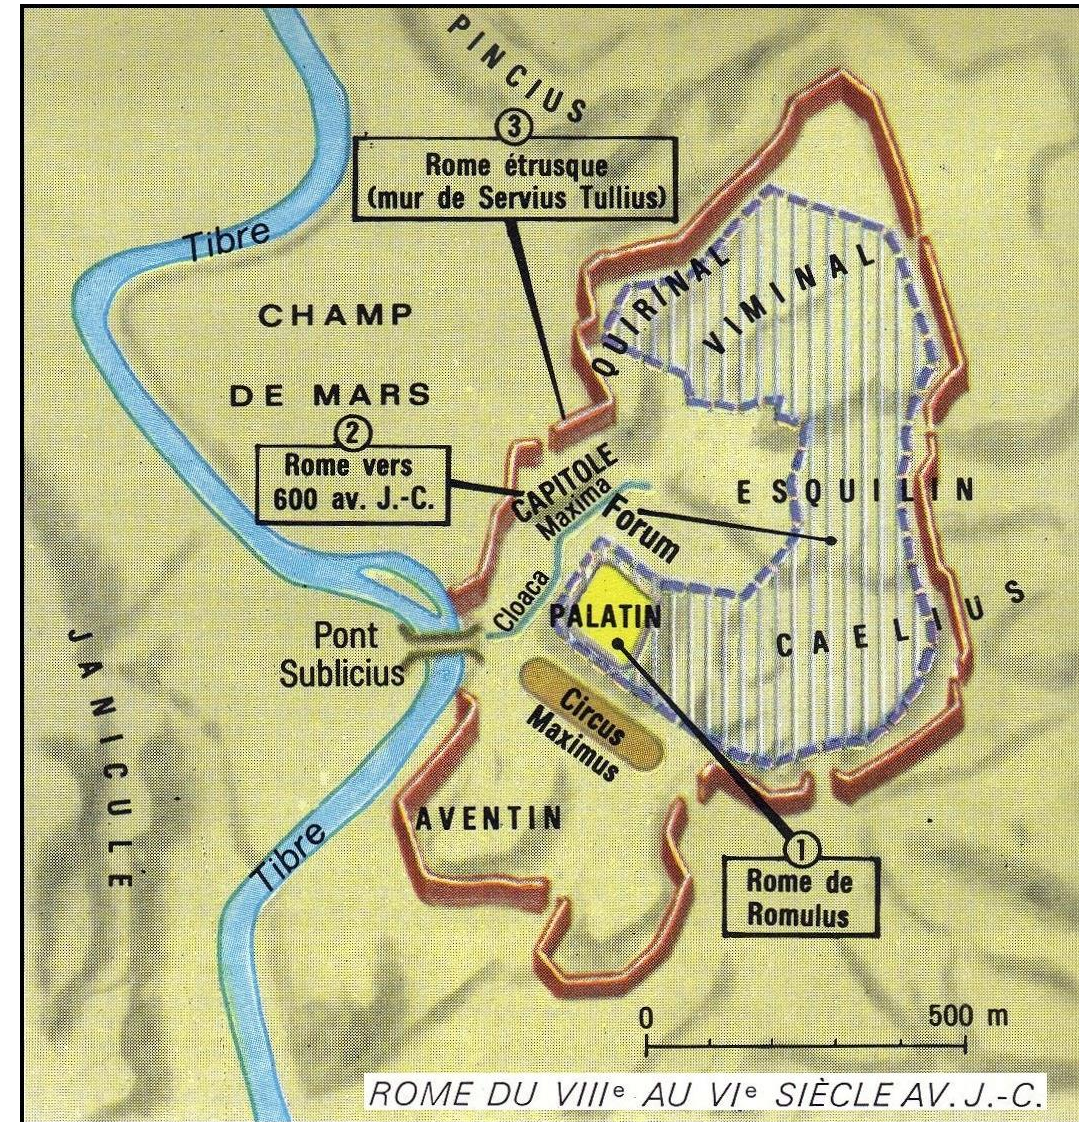 PINCIUS
3
Rome étrusque
(mur de Servius Tullius)
Tibre
QUIRINAL
VIMINAL
CHAMP
DE MARS
2
Rome vers
600 av. J.-C.
CAPITOLE
Maxima
Forum
ESQUILIN
Cloaca
PALATIN
CAELIUS
Pont
Sublicius
JANICULE
Circus
Maximus
AVENTIN
Tibre
1
Rome de
Romulus
0 500 m
ROME DU VIIIe AU VIe SIÈCLE AV. J.-C.